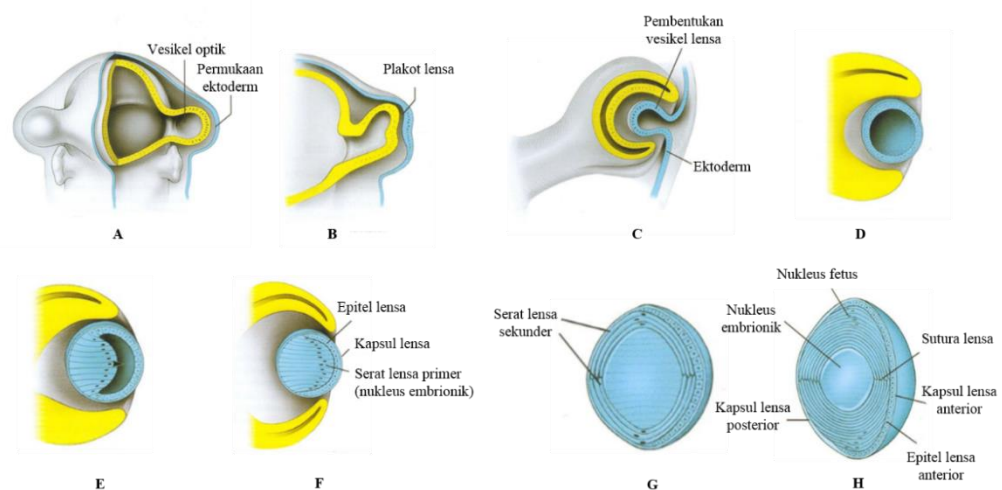 Vesikel optik
Permukaan
ektoderm
A
Plakot lensa
B
Pembentukan
vesikel lensa
Ektoderm
C
D
E
Epitel lensa
Kapsul lensa
Serat lensa primer
(nukleus embrionik)
F
Serat lensa
sekunder
G
Nukleus fetus
Nukleus
embrionik
Sutura lensa
Kapsul lensa
anterior
Kapsul lensa
posterior
Epitel lensa
anterior
H